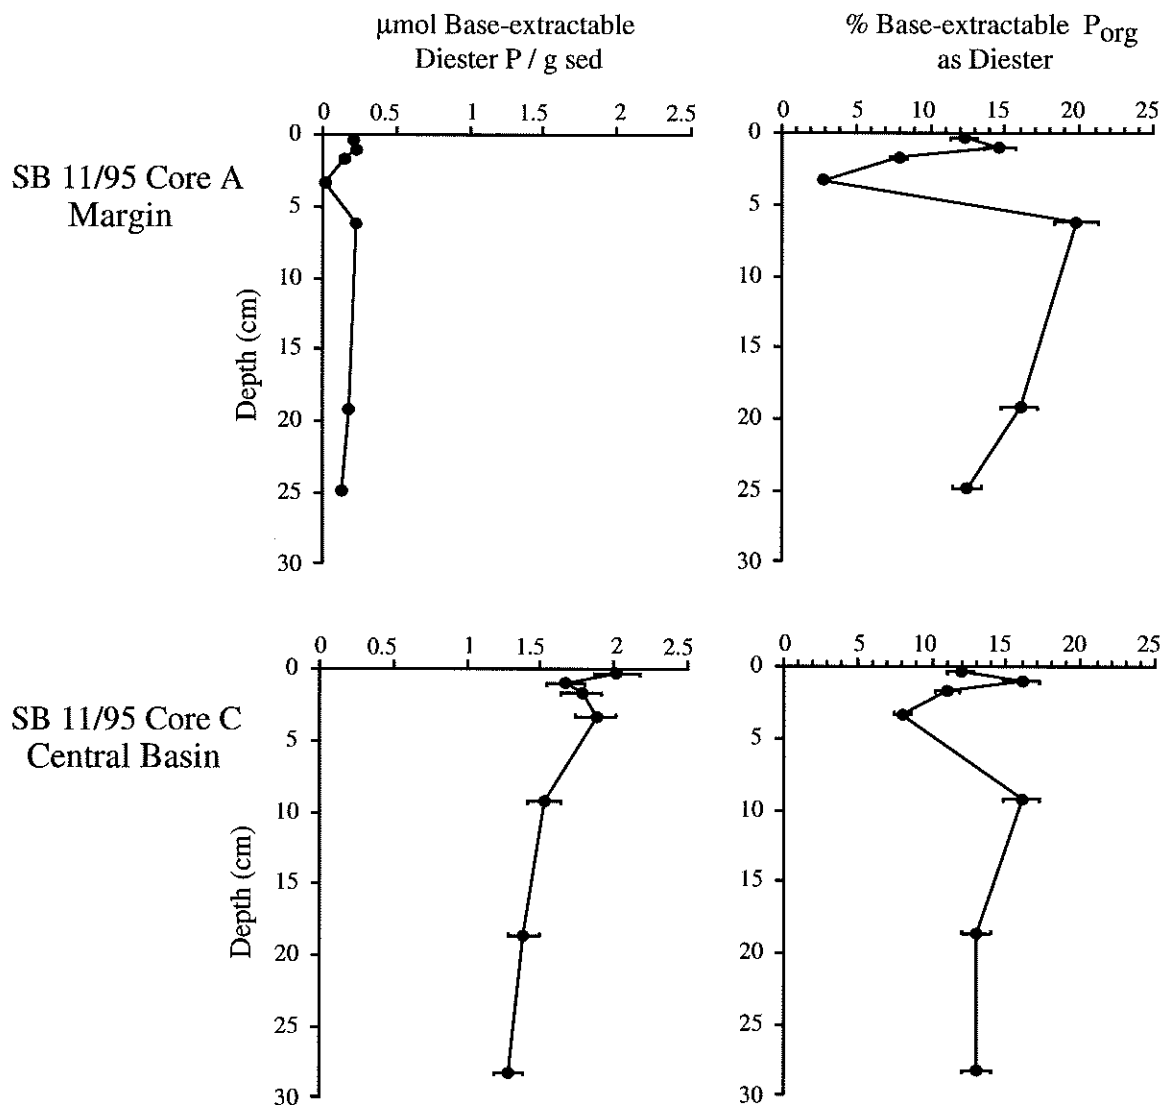 μmol Base-extractable
Diester P / g sed
% Base-extractable Porg
as Diester
0 0.5 1 1.5 2 2.5
0 5 10 15 20 25
SB 11/95 Core A
Margin
Depth (cm)
0
5
10
15
20
25
30
0
5
10
15
20
25
30
0 0.5 1 1.5 2 2.5
0 5 10 15 20 25
SB 11/95 Core C
Central Basin
Depth (cm)
0
5
10
15
20
25
30
0
5
10
15
20
25
30